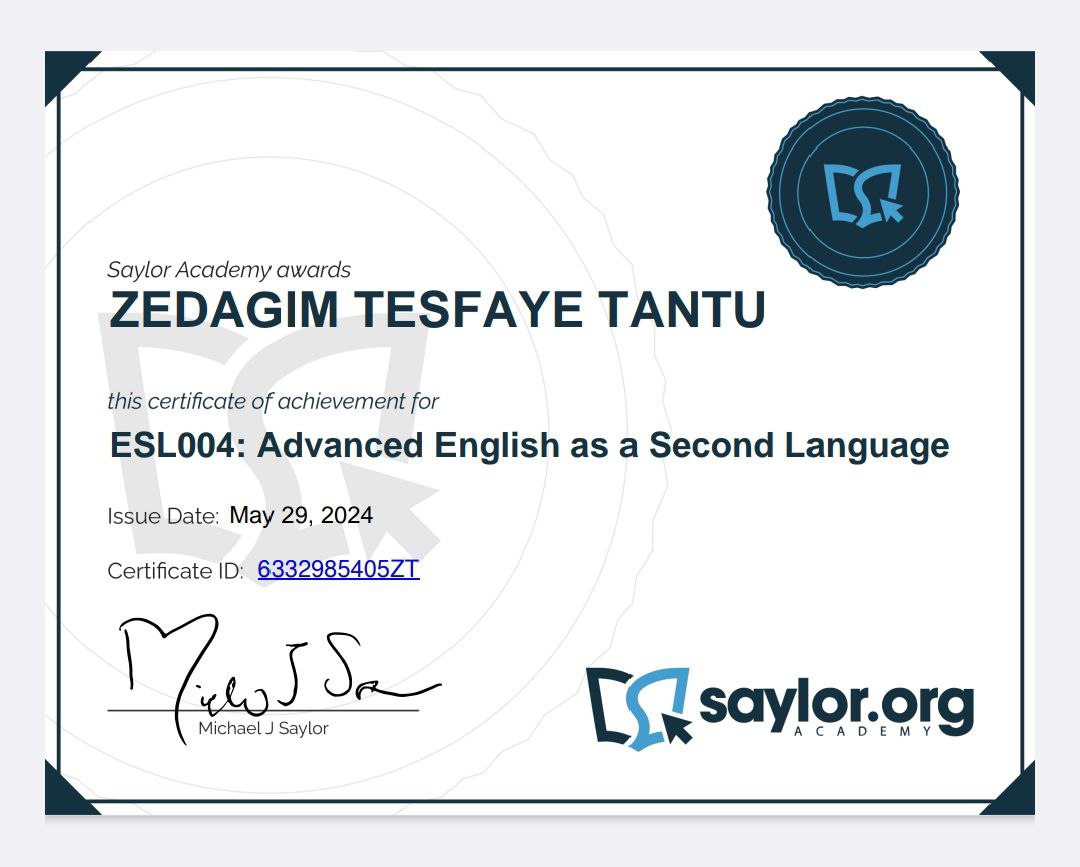 Saylor Academy awards
ZEDAGIM TESFAYE TANTU
this certificate of achievement for
ESL004: Advanced English as a Second Language
Issue Date: May 29, 2024
Certificate ID: 6332985405ZT
Michael J Saylor
saylor.org
ACADEMY